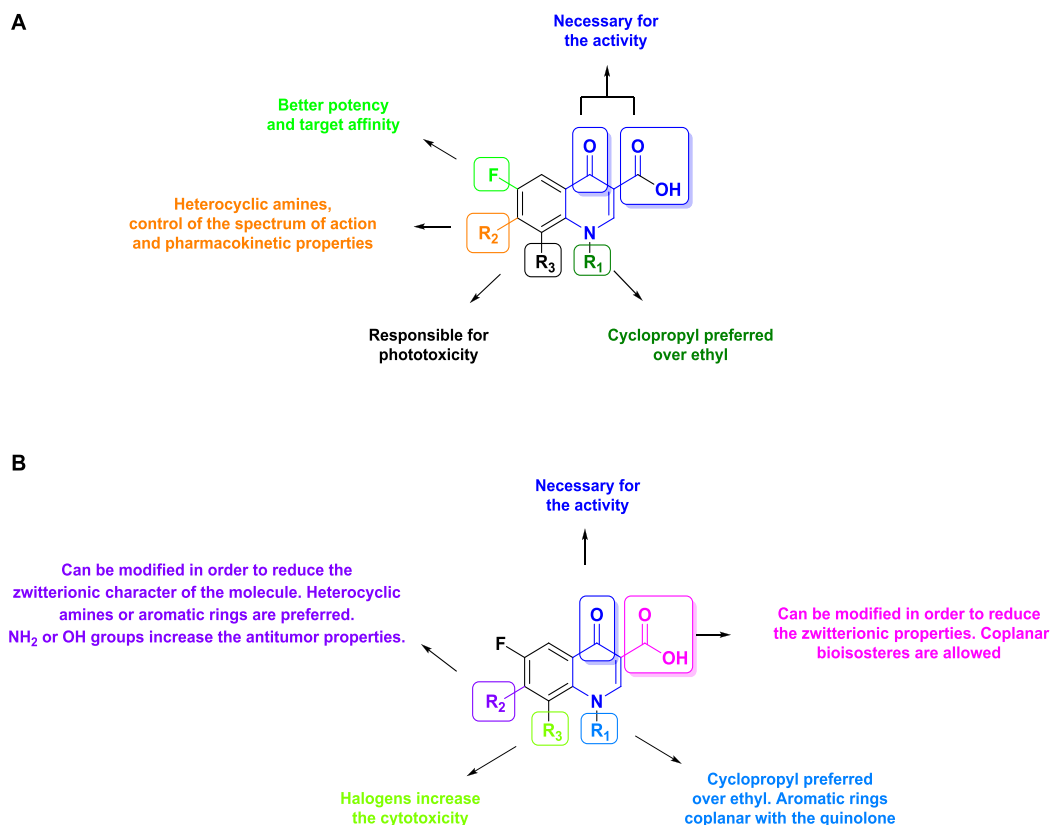 A
Necessary for
the activity
Better potency
and target affinity
O
O
F
OH
Heterocyclic amines,
control of the spectrum of action
and pharmacokinetic properties
R2
N
R3
R1
Responsible for
phototoxicity
Cyclopropyl preferred
over ethyl
B
Necessary for
the activity
Can be modified in order to reduce the
zwitterionic character of the molecule. Heterocyclic
amines or aromatic rings are preferred.
NH2 or OH groups increase the antitumor properties.
O
O
F
OH
Can be modified in order to reduce
the zwitterionic properties. Coplanar
bioisosteres are allowed
R2
N
R3
R1
Halogens increase
the cytotoxicity
Cyclopropyl preferred
over ethyl. Aromatic rings
coplanar with the quinolone